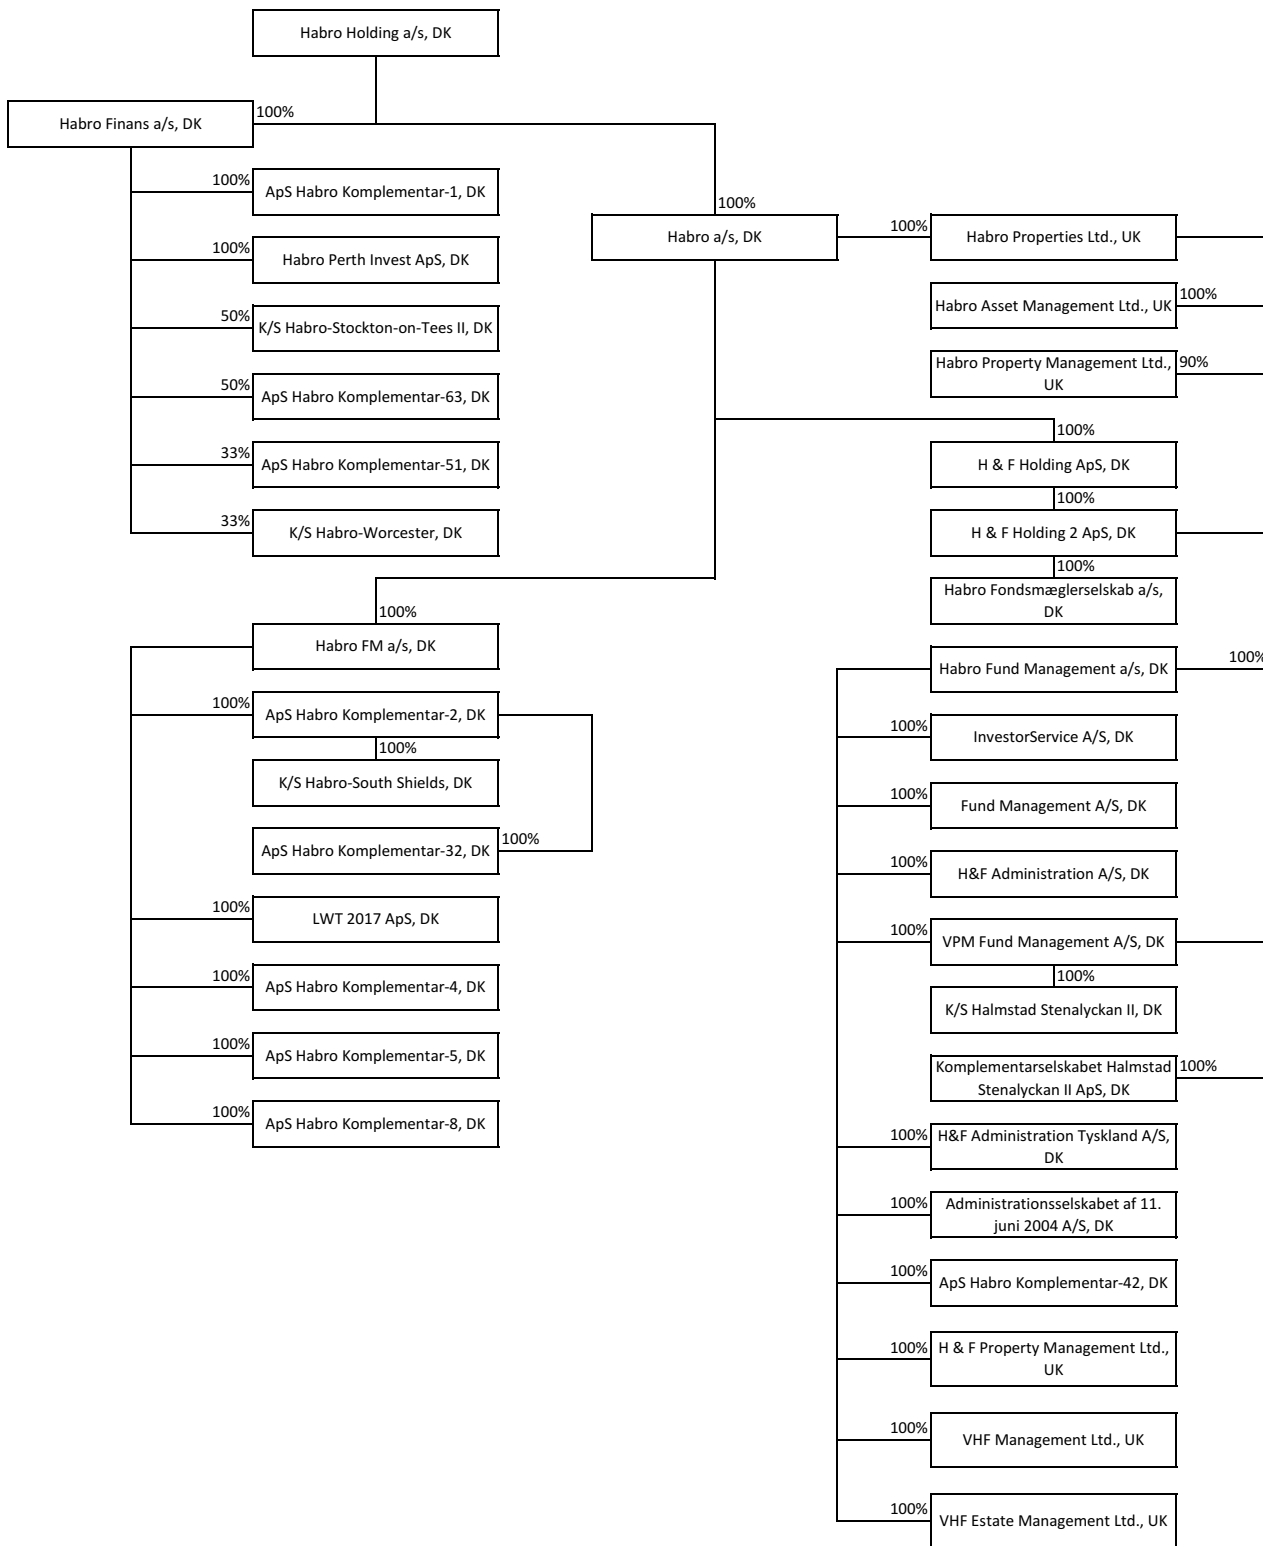 Habro Holding a/s, DK
100%
Habro Finans a/s, DK
100%
ApS Habro Komplementar-1, DK
100%
Habro Perth Invest ApS, DK
50%
K/S Habro-Stockton-on-Tees II, DK
50%
ApS Habro Komplementar-63, DK
33%
ApS Habro Komplementar-51, DK
33%
K/S Habro-Worcester, DK
100%
Habro a/s, DK
100%
Habro Properties Ltd., UK
Habro Asset Management Ltd., UK
100%
Habro Property Management Ltd.,
UK
90%
100%
H & F Holding ApS, DK
100%
H & F Holding 2 ApS, DK
100%
Habro Fondsmæglerselskab a/s,
DK
100%
Habro FM a/s, DK
100%
ApS Habro Komplementar-2, DK
100%
K/S Habro-South Shields, DK
ApS Habro Komplementar-32, DK
100%
100%
LWT 2017 ApS, DK
100%
ApS Habro Komplementar-4, DK
100%
ApS Habro Komplementar-5, DK
100%
ApS Habro Komplementar-8, DK
Habro Fund Management a/s, DK
100%
100%
InvestorService A/S, DK
100%
Fund Management A/S, DK
100%
H&F Administration A/S, DK
100%
VPM Fund Management A/S, DK
100%
K/S Halmstad Stenalyckan II, DK
Komplementarselskabet Halmstad
Stenalyckan II ApS, DK
100%
100%
H&F Administration Tyskland A/S,
DK
100%
Administrationsselskabet af 11.
juni 2004 A/S, DK
100%
ApS Habro Komplementar-42, DK
100%
H & F Property Management Ltd.,
UK
100%
VHF Management Ltd., UK
100%
VHF Estate Management Ltd., UK